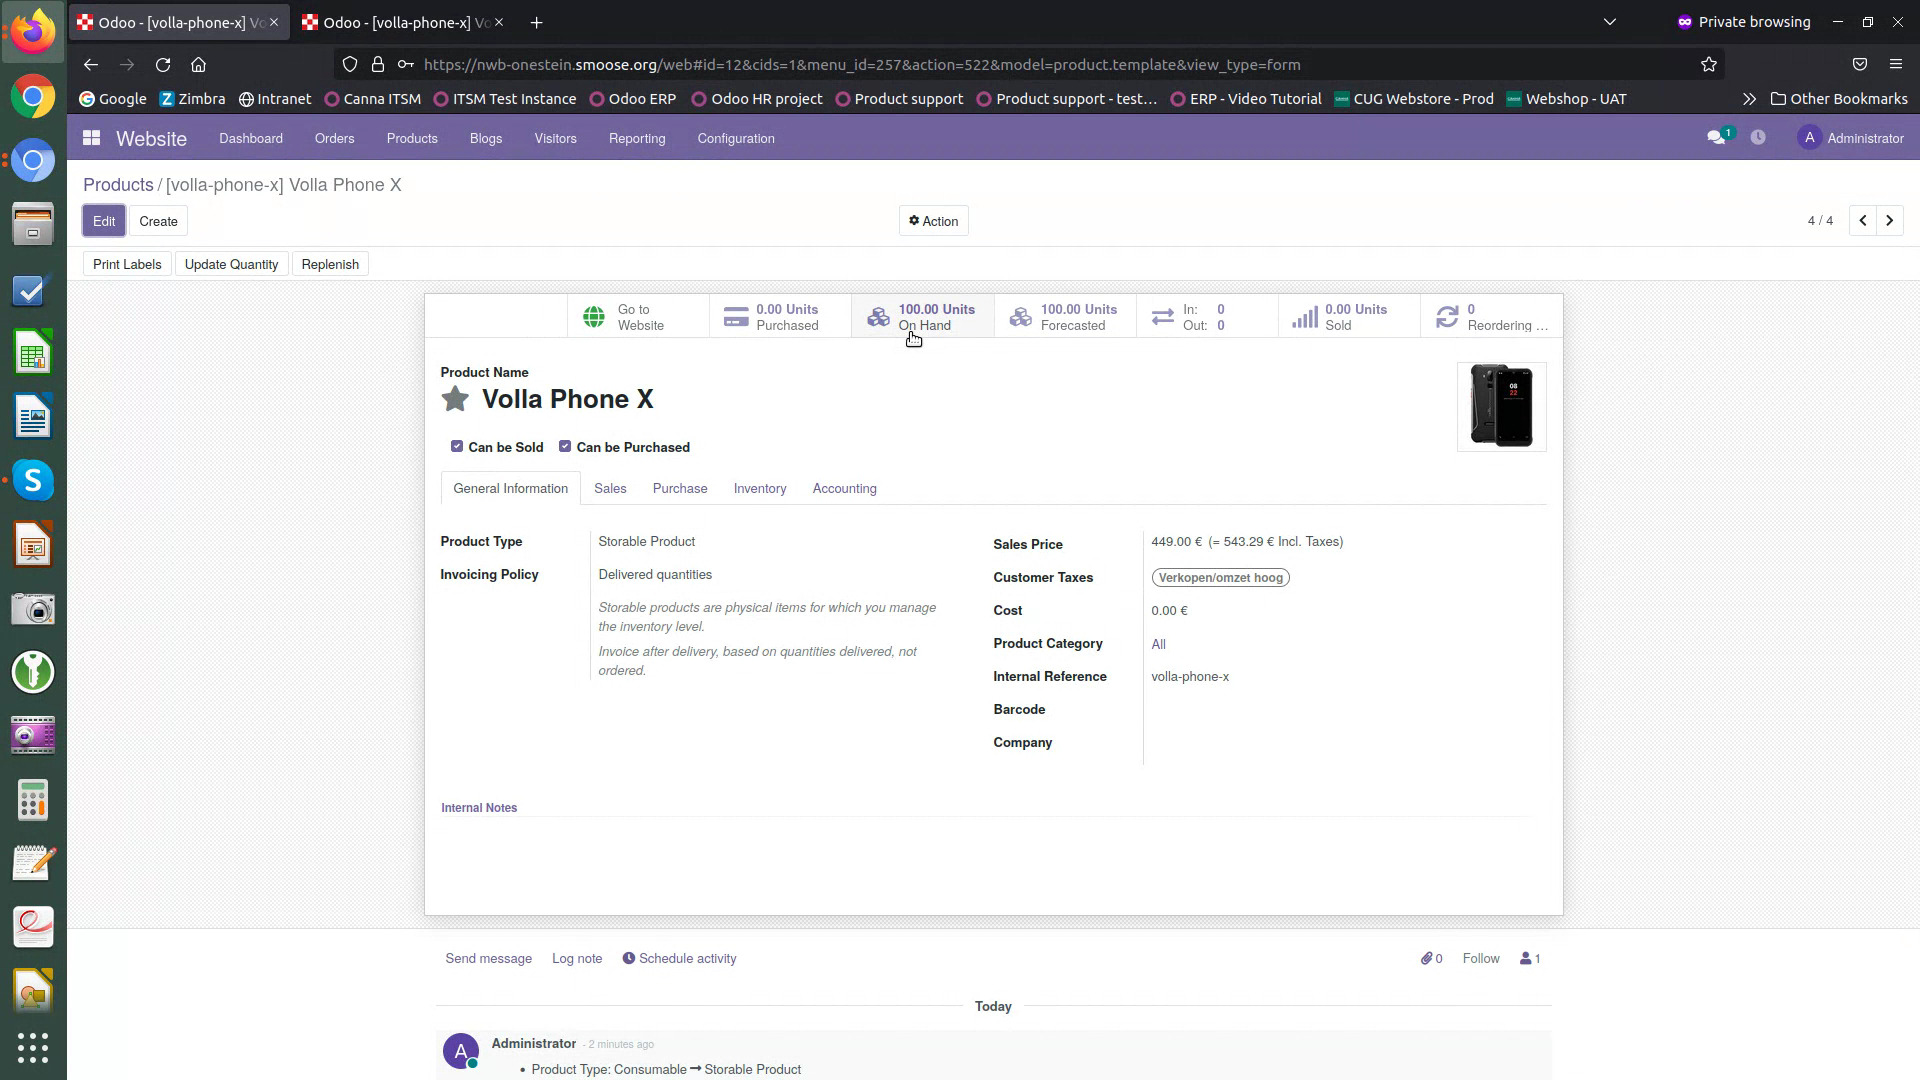 Odoo - [volla-phone-x] Vo
Odoo - [volla-phone-x] Vo
Private browsing
https://nwb-onestein.smoose.org/web#id=12&cids=1&menu_id=257&action=522&model=product.template&view_type=form
Google
Zimbra
Intranet
Canna ITSM
ITSM Test Instance
Odoo ERP
Odoo HR project
Product support
Product support - test…
ERP - Video Tutorial
CUG Webstore - Prod
Webshop - UAT
Other Bookmarks
Website
Dashboard
Orders
Products
Blogs
Visitors
Reporting
Configuration
1
A
Administrator
Products / [volla-phone-x] Volla Phone X
Edit
Create
Action
4 / 4
Print Labels
Update Quantity
Replenish
Go to
Website
0.00 Units
Purchased
100.00 Units
On Hand
100.00 Units
Forecasted
In: 0
Out: 0
0.00 Units
Sold
0
Reordering ...
Product Name
Volla Phone X
08
22
Can be Sold
Can be Purchased
General Information
Sales
Purchase
Inventory
Accounting
Product Type
Storable Product
Invoicing Policy
Delivered quantities
Storable products are physical items for which you manage
the inventory level.
Invoice after delivery, based on quantities delivered, not
ordered.
Sales Price
449.00 € (= 543.29 € Incl. Taxes)
Customer Taxes
Verkopen/omzet hoog
Cost
0.00 €
Product Category
All
Internal Reference
volla-phone-x
Barcode
Company
Internal Notes
Send message
Log note
Schedule activity
0
Follow
1
Today
A
Administrator - 2 minutes ago
• Product Type: Consumable → Storable Product